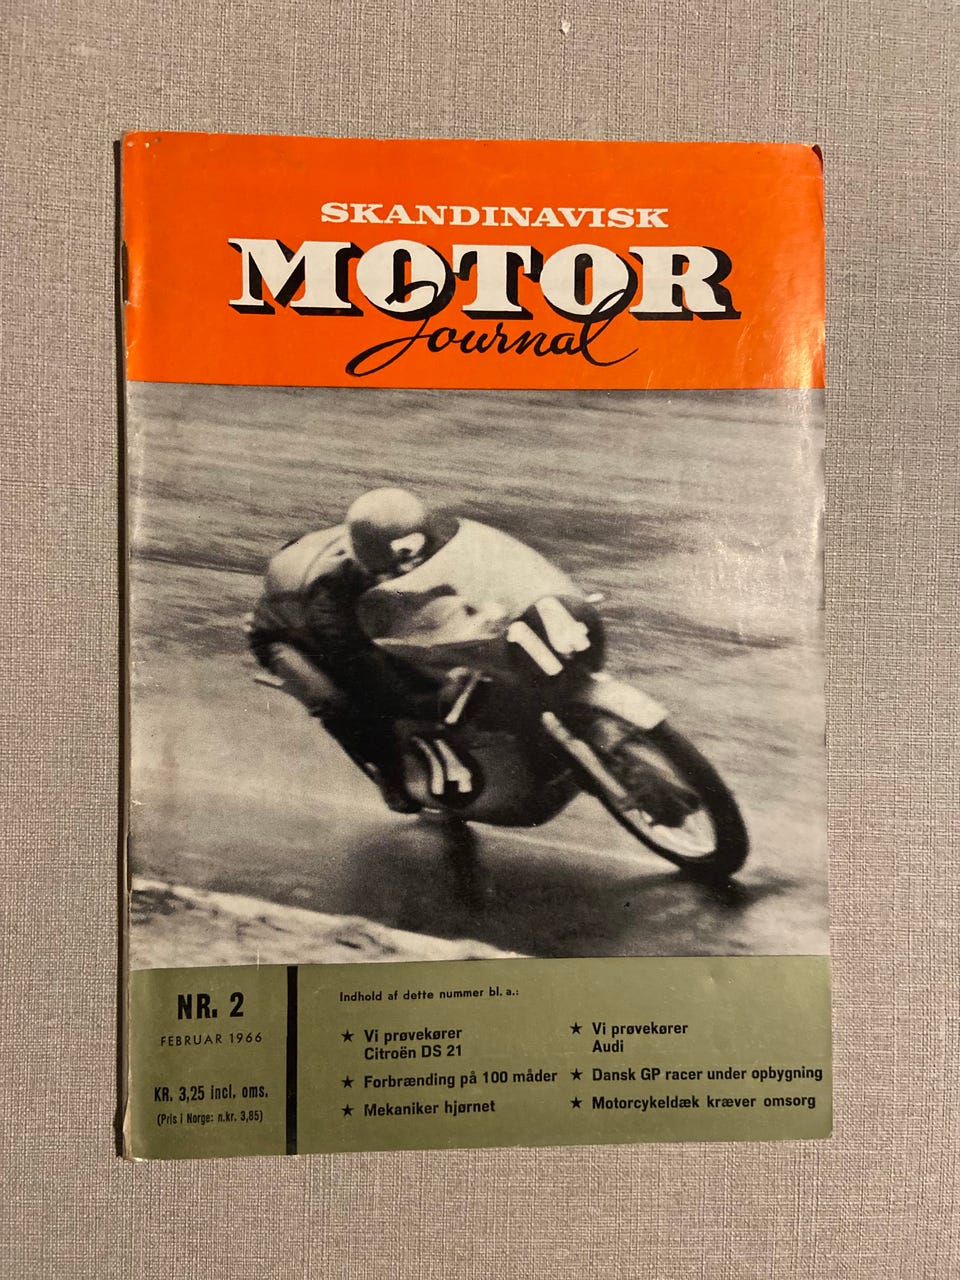 SKANDINAVISK
MOTOR
Journal
14
14
NR. 2
FEBRUAR 1966
KR. 3,25 incl. oms.
(Pris i Norge: n.kr. 3,85)
Indhold af dette nummer bl. a.:
★ Vi prøvekører
Citroën DS 21
★ Forbrænding på 100 måder
★ Mekaniker hjørnet
★ Vi prøvekører
Audi
★ Dansk GP racer under opbygning
★ Motorcykeldæk kræver omsorg